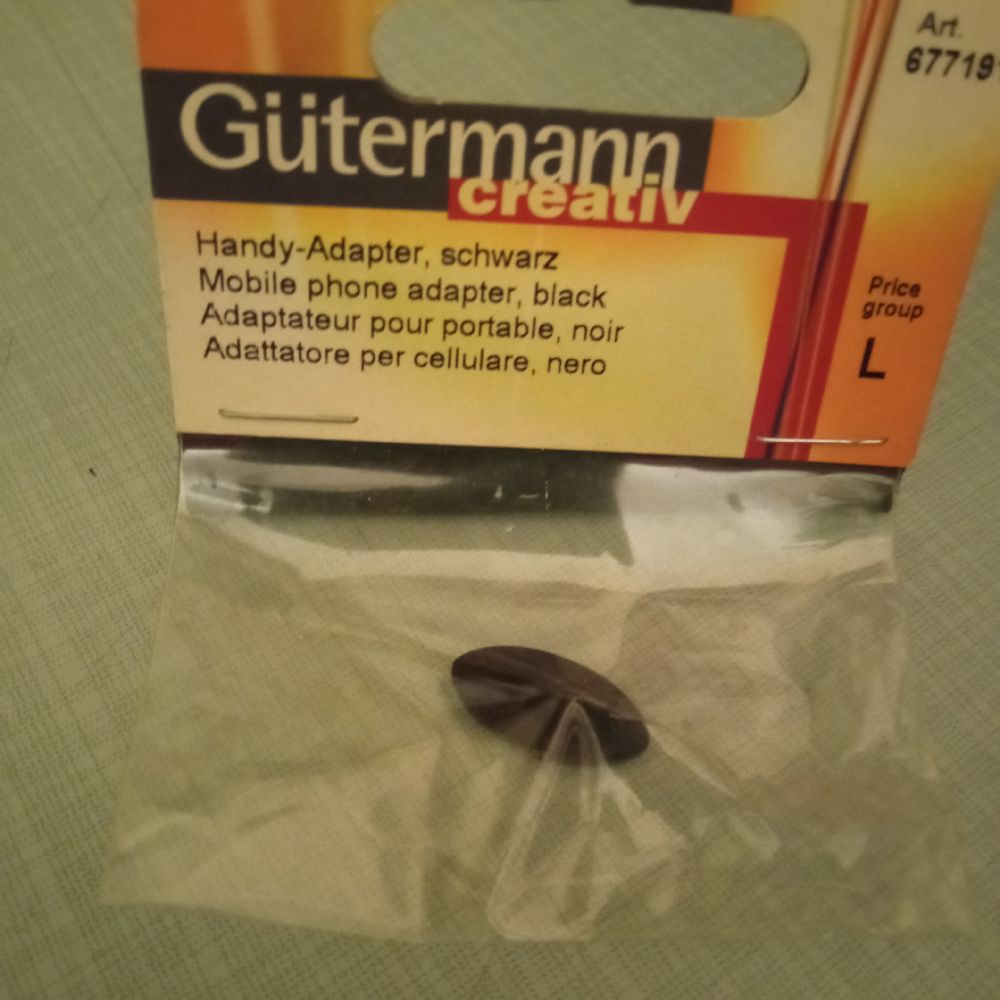 Art.
67719
Gütermann
creativ
Handy-Adapter, schwarz
Mobile phone adapter, black
Adaptateur pour portable, noir
Adattatore per cellulare, nero
Price
group
L